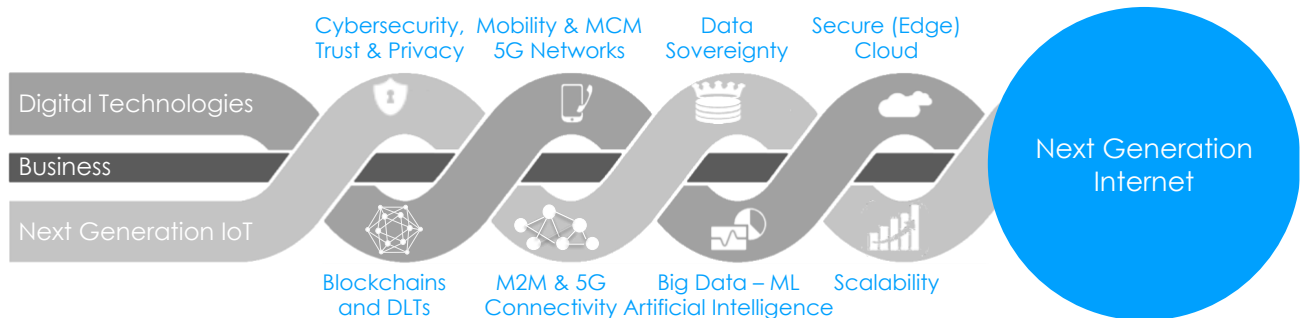 Cybersecurity,
Trust & Privacy
Mobility & MCM
5G Networks
Data
Sovereignty
Secure (Edge)
Cloud
Digital Technologies
Business
Next Generation IoT
Next Generation
Internet
Blockchains
and DLTs
M2M & 5G
Connectivity
Big Data – ML
Artificial Intelligence
Scalability